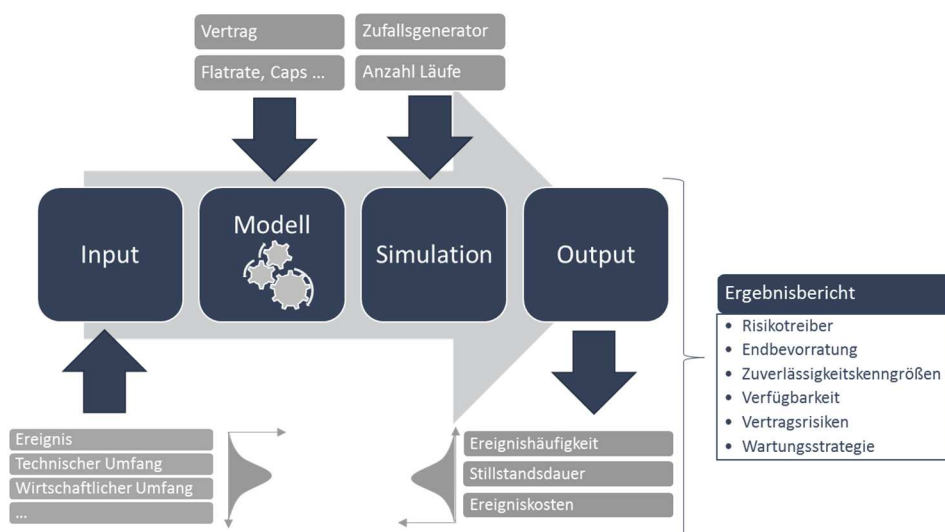 Vertrag
Flatrate, Caps ...
Zufallsgenerator
Anzahl Läufe
Input
Modell
Simulation
Output
Ereignis
Technischer Umfang
Wirtschaftlicher Umfang
...
Ereignishäufigkeit
Stillstandsdauer
Ereigniskosten
Ergebnisbericht
• Risikotreiber
• Endbevorratung
• Zuverlässigkeitskenngrößen
• Verfügbarkeit
• Vertragsrisiken
• Wartungsstrategie